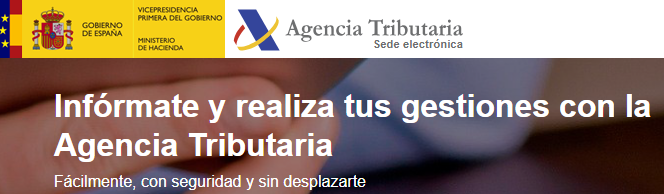 GOBIERNO
DE ESPAÑA
VICEPRESIDENCIA
PRIMERA DEL GOBIERNO
MINISTERIO
DE HACIENDA
Agencia Tributaria
Sede electrónica
Infórmate y realiza tus gestiones con la
Agencia Tributaria
Fácilmente, con seguridad y sin desplazarte